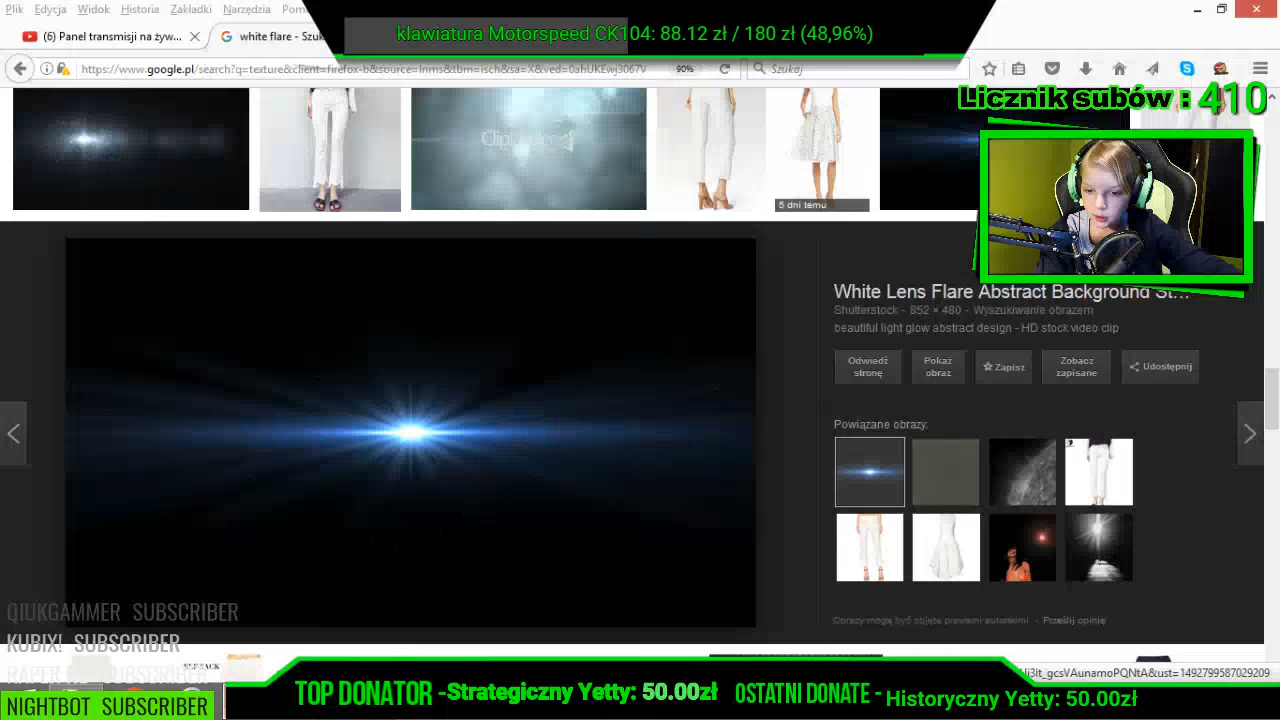 Plik Edycja Widok Historia Zakładki Narzędzia
klawiatura Motorspeed CK104: 88.12 zł / 180 zł (48,96%)
(6) Panel transmisji na żyw...
white flare - Szuk
https://www.google.pl/search?q=texture&client=firefox-b&source=lnms&tbm=isch&sa=X&ved=0ahUKEwj3067V
90%
Szukaj
Licznik subów : 410
5 dni temu
White Lens Flare Abstract Background St...
Shutterstock - 852 × 480 - Wyszukiwanie obrazem
beautiful light glow abstract design - HD stock video clip
Odwiedź stronę
Pokaż obraz
Zapisz
Zobacz zapisane
Udostępnij
Powiązane obrazy:
Obrazy mogą być objęte prawami autorskimi - Prześlij opinię
QIUKGAMMER SUBSCRIBER
KUBIX! SUBSCRIBER
NIGHTBOT SUBSCRIBER
TOP DONATOR - Strategiczny Yetty: 50.00zł
OSTATNI DONATE - Historyczny Yetty: 50.00zł